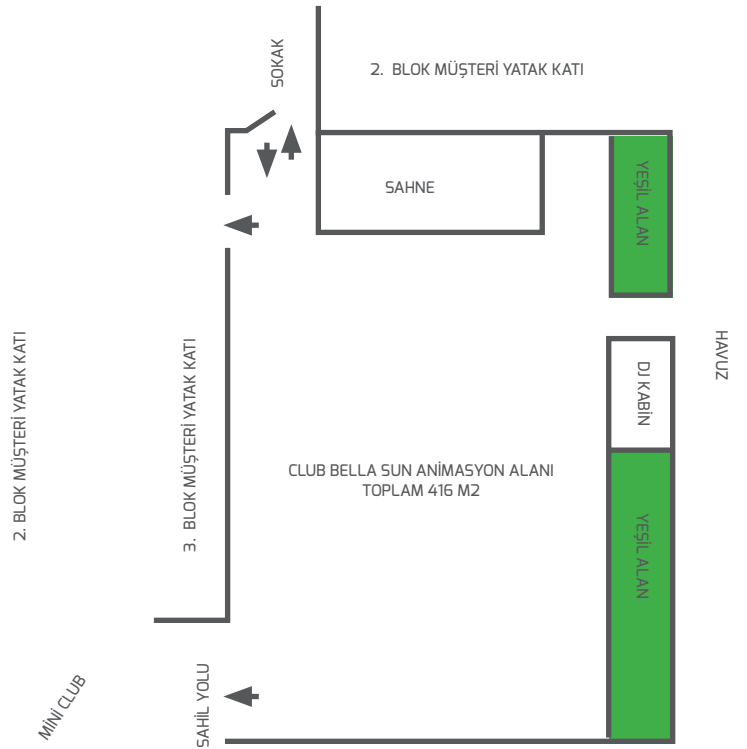 SOKAK
2. BLOK MÜŞTERİ YATAK KATI
SAHNE
YEŞİL ALAN
HAVUZ
DJ KABİN
2. BLOK MÜŞTERİ YATAK KATI
3. BLOK MÜŞTERİ YATAK KATI
CLUB BELLA SUN ANİMASYON ALANI
TOPLAM 416 M2
YEŞİL ALAN
MİNİ CLUB
SAHİL YOLU